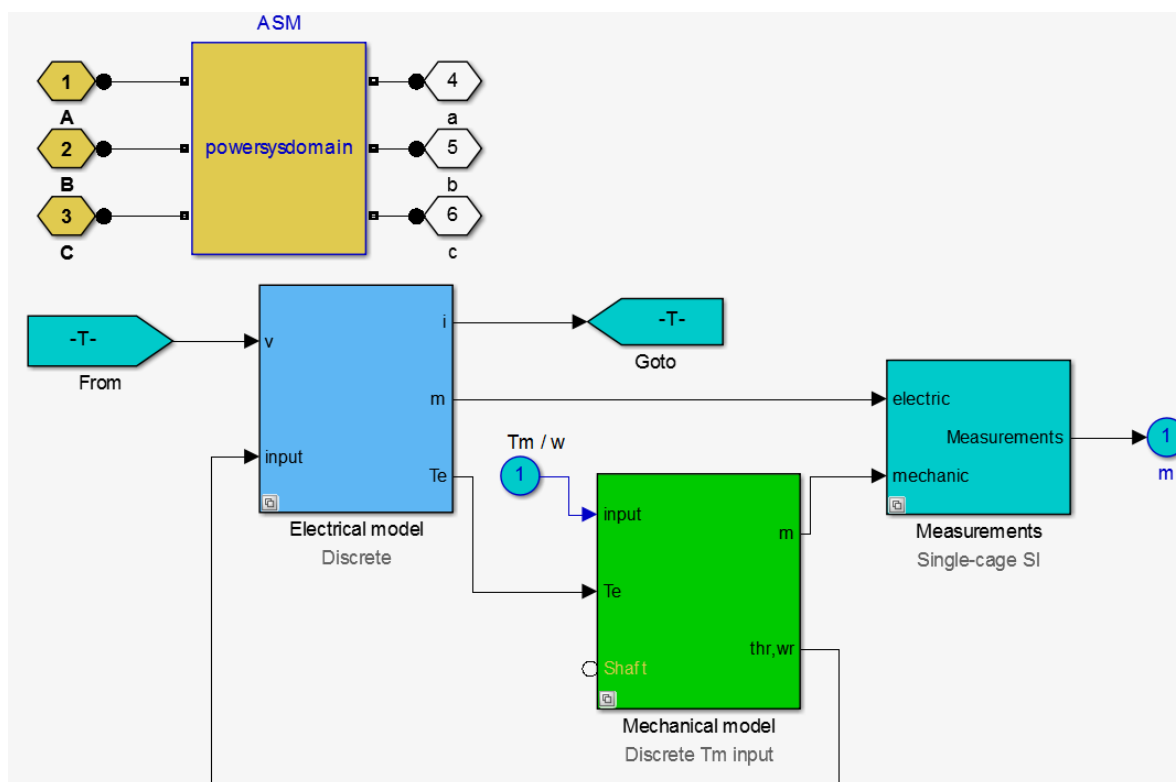 ASM
1
A
2
B
3
C
powersysdomain
4
a
5
b
6
c
-T-
From
v
input
i
m
Te
Electrical model
Discrete
-T-
Goto
Tm / w
1
input
Te
Shaft
m
thr,wr
Mechanical model
Discrete Tm input
electric
mechanic
Measurements
Measurements
Single-cage SI
1
m